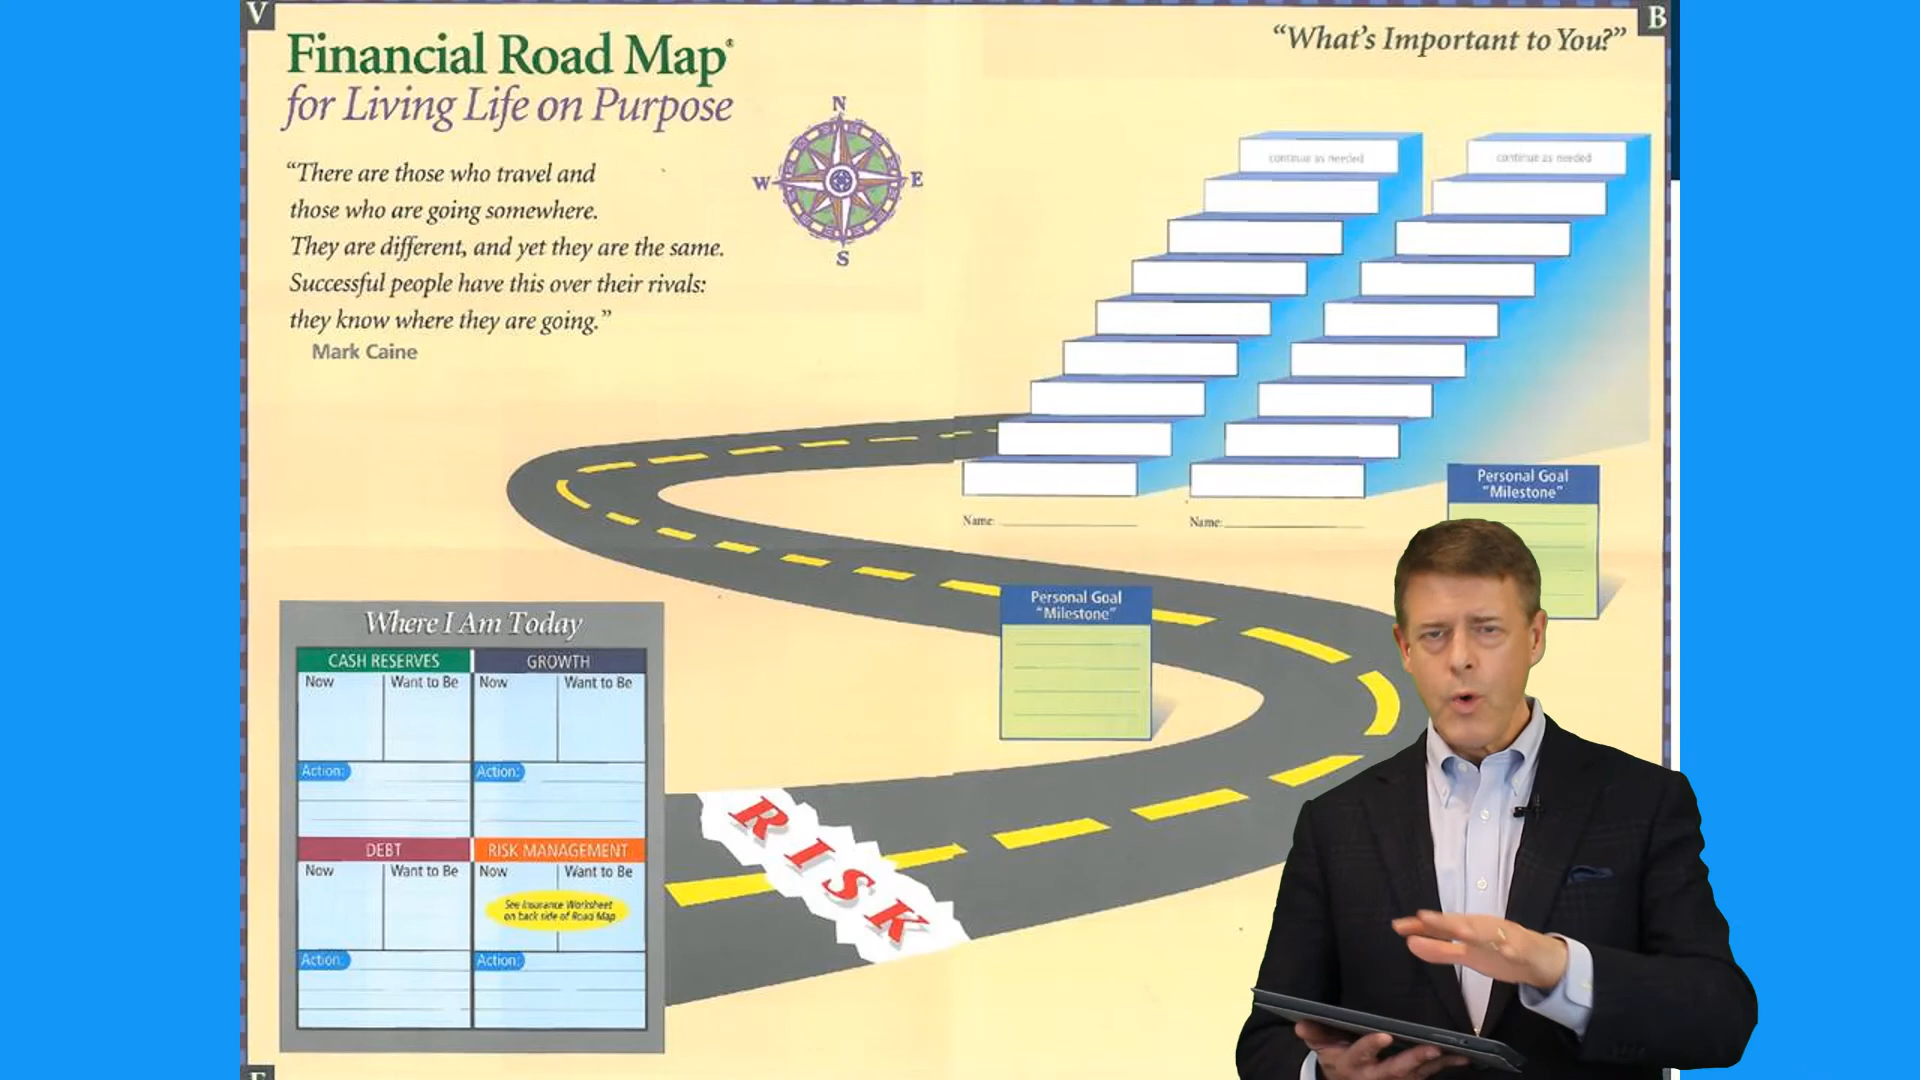 V
B
Financial Road Map®
for Living Life on Purpose
"What's Important to You?"
"There are those who travel and
those who are going somewhere.
They are different, and yet they are the same.
Successful people have this over their rivals:
they know where they are going."
Mark Caine
N
W
E
S
continue as needed
continue as needed
Name:
Name:
Personal Goal
"Milestone"
Personal Goal
"Milestone"
Where I Am Today
CASH RESERVES
GROWTH
Now
Want to Be
Now
Want to Be
Action:
Action:
DEBT
RISK MANAGEMENT
Now
Want to Be
Now
Want to Be
See Insurance Worksheet
on back side of Road Map
Action:
Action:
RISK